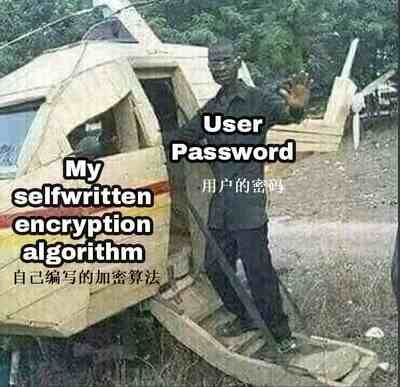 User
Password
用户的密码
My
selfwritten
encryption
algorithm
自己编写的加密算法